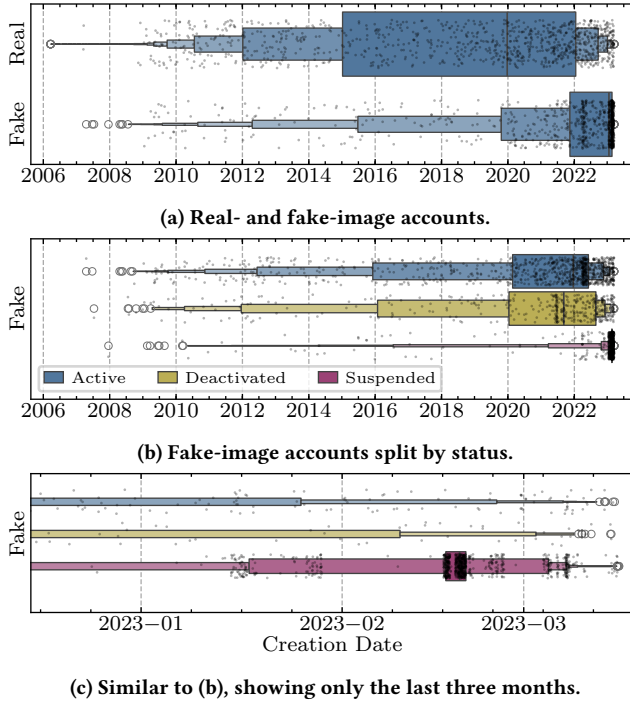 Real
Fake
2006 2008 2010 2012 2014 2016 2018 2020 2022
(a) Real- and fake-image accounts.
Fake
Active Deactivated Suspended
2006 2008 2010 2012 2014 2016 2018 2020 2022
(b) Fake-image accounts split by status.
Fake
2023−01 2023−02 2023−03
Creation Date
(c) Similar to (b), showing only the last three months.